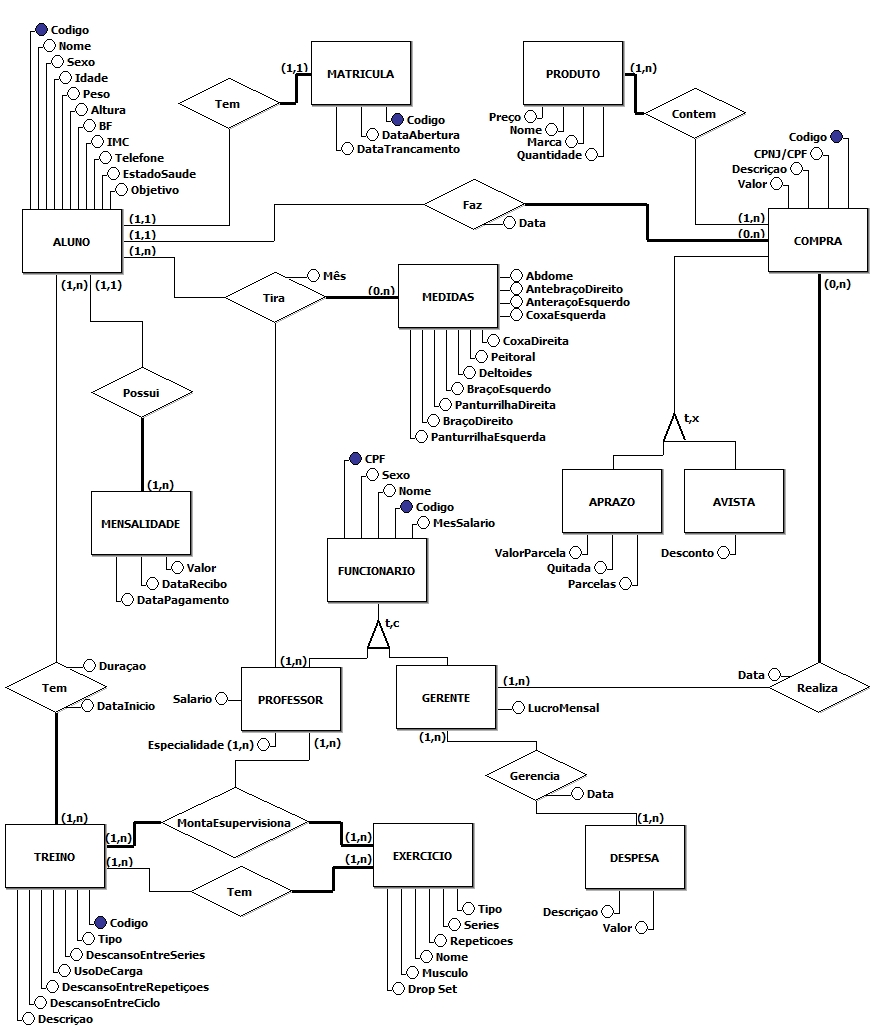 Codigo
Nome
Sexo
Idade
Peso
Altura
BF
IMC
Telefone
EstadoSaude
Objetivo
ALUNO
(1,1)
(1,1)
(1,n)
(1,n)
(1,1)
Tem
(1,1)
MATRICULA
Codigo
DataAbertura
DataTrancamento
PRODUTO
(1,n)
Preço
Nome
Marca
Quantidade
Contem
Codigo
CPNJ/CPF
Descriçao
Valor
(1,n)
(0.n)
COMPRA
(0,n)
Faz
Data
Mês
Tira
(0.n)
MEDIDAS
Abdome
AntebraçoDireito
AnteraçoEsquerdo
CoxaEsquerda
CoxaDireita
Peitoral
Deltoides
BraçoEsquerdo
PanturrilhaDireita
BraçoDireito
PanturrilhaEsquerda
Possui
(1,n)
MENSALIDADE
Valor
DataRecibo
DataPagamento
t,x
APRAZO
AVISTA
ValorParcela
Quitada
Parcelas
Desconto
CPF
Sexo
Nome
Codigo
MesSalario
FUNCIONARIO
t,c
Duraçao
Tem
DataInicio
(1,n)
PROFESSOR
Salario
Especialidade (1,n)
(1,n)
GERENTE
(1,n)
LucroMensal
(1,n)
Data
Realiza
Gerencia
Data
(1,n)
DESPESA
Descriçao
Valor
(1,n)
TREINO
(1,n)
(1,n)
MontaEsupervisiona
Tem
(1,n)
(1,n)
EXERCICIO
Tipo
Series
Repeticoes
Nome
Musculo
Drop Set
Codigo
Tipo
DescansoEntreSeries
UsoDeCarga
DescansoEntreRepetiçoes
DescansoEntreCiclo
Descriçao